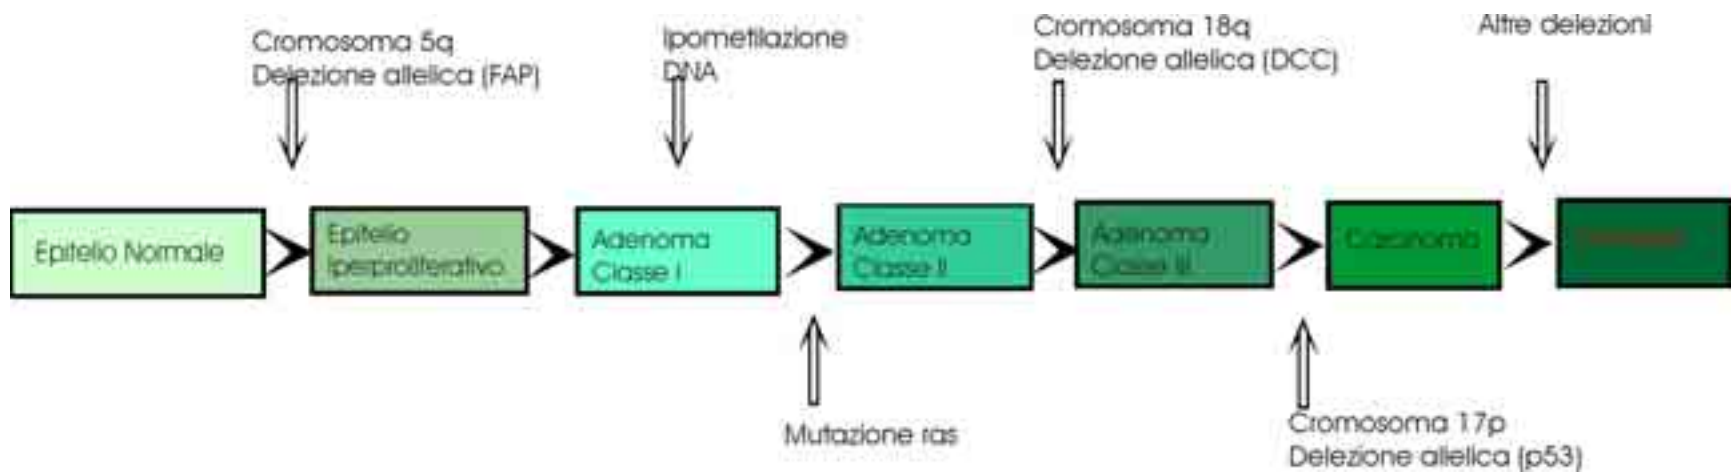 Cromosoma 5q
Delezione allelica (FAP)
Ipometilazione
DNA
Cromosoma 18q
Delezione allelica (DCC)
Altre delezioni
Epitelio Normale
Epitelio
Iperproliferativo
Adenoma
Classe I
Adenoma
Classe II
Adenoma
Classe III
Carcinoma
Mutazione ras
Cromosoma 17p
Delezione allelica (p53)